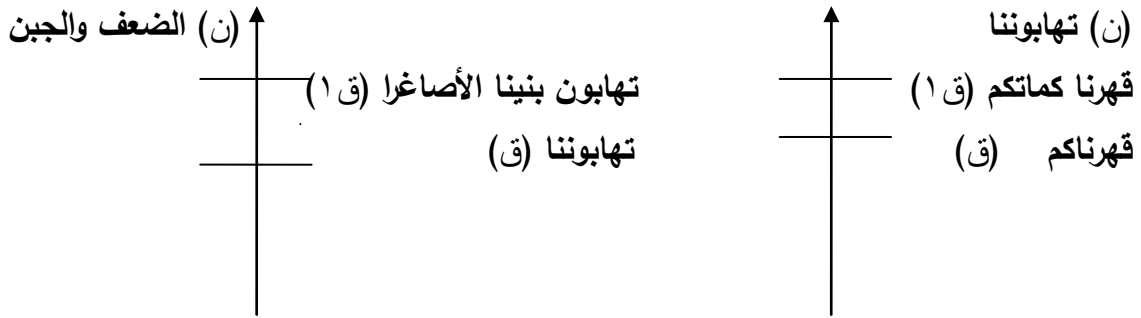 (ن) تهابوننا
قهرنا كماتكم (ق١)
قهرناكم (ق)
(ن) الضعف والجبن
تهابون بنينا الأصاغرا (ق١)
تهابوننا (ق)